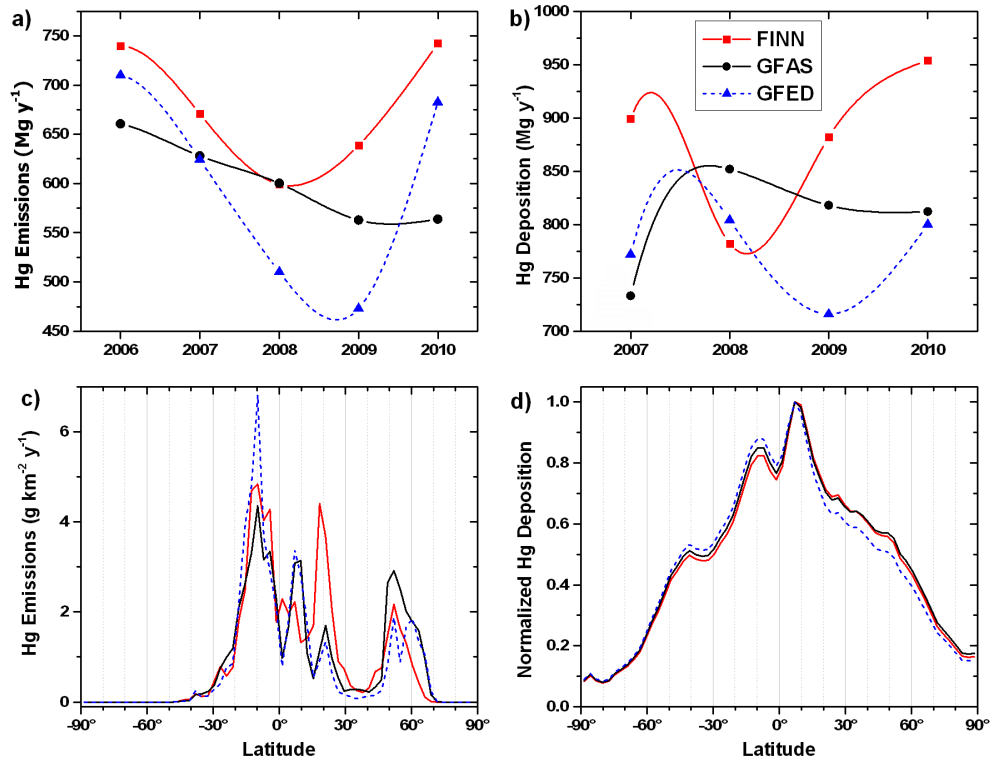 a)
Hg Emissions (Mg y⁻¹)
750
700
650
600
550
500
450
2006 2007 2008 2009 2010
b)
Hg Deposition (Mg y⁻¹)
1000
950
900
850
800
750
700
FINN
GFAS
GFED
2007 2008 2009 2010
c)
Hg Emissions (g km⁻² y⁻¹)
6
4
2
0
-90° -60° -30° 0° 30° 60° 90°
Latitude
d)
Normalized Hg Deposition
1.0
0.8
0.6
0.4
0.2
0.0
-90° -60° -30° 0° 30° 60° 90°
Latitude